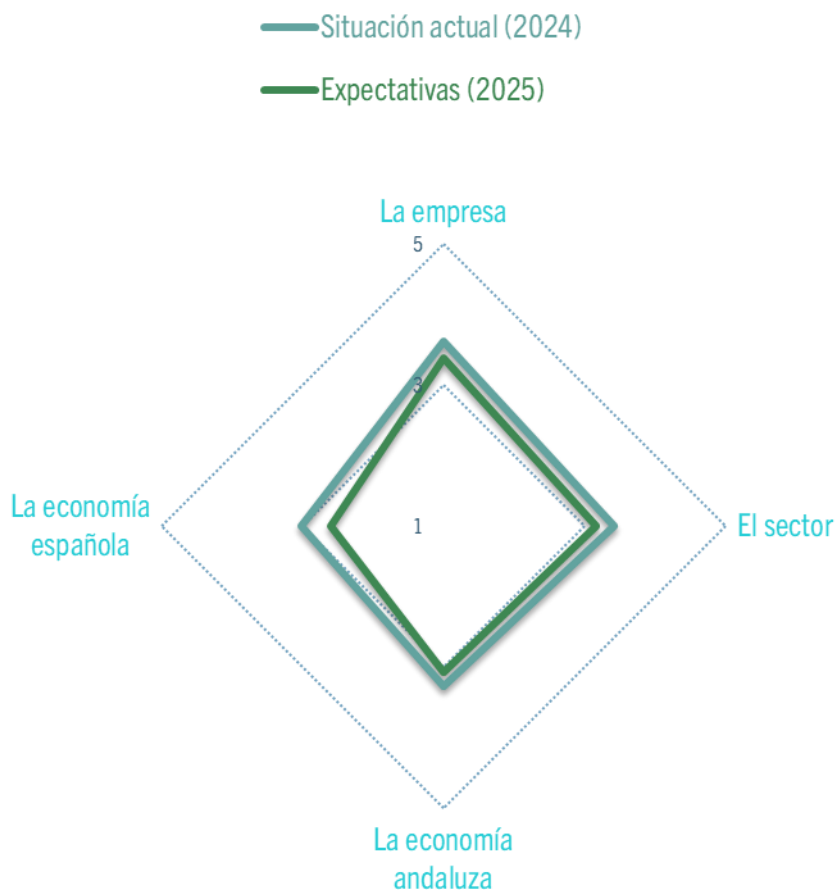 Situación actual (2024)
Expectativas (2025)
La empresa
5
3
La economía
española
1
El sector
La economía
andaluza